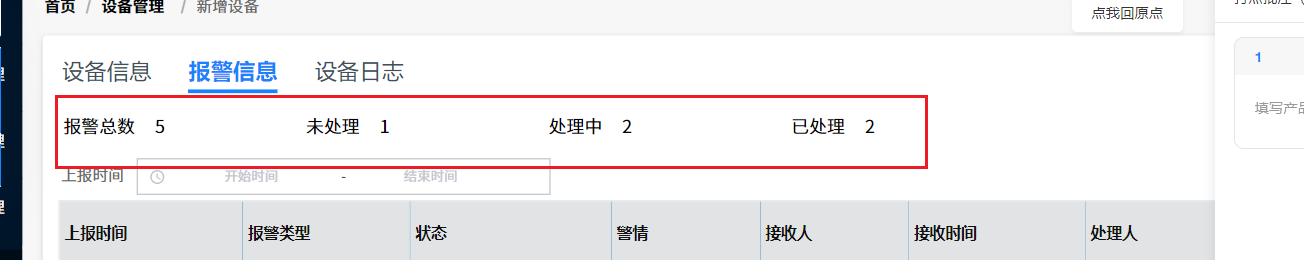 首页 / 设备管理 / 新增设备
点我回原点
设备信息 报警信息 设备日志
1
报警总数 5 未处理 1 处理中 2 已处理 2
填写产品
上报时间 开始时间 - 结束时间
上报时间 报警类型 状态 警情 接收人 接收时间 处理人